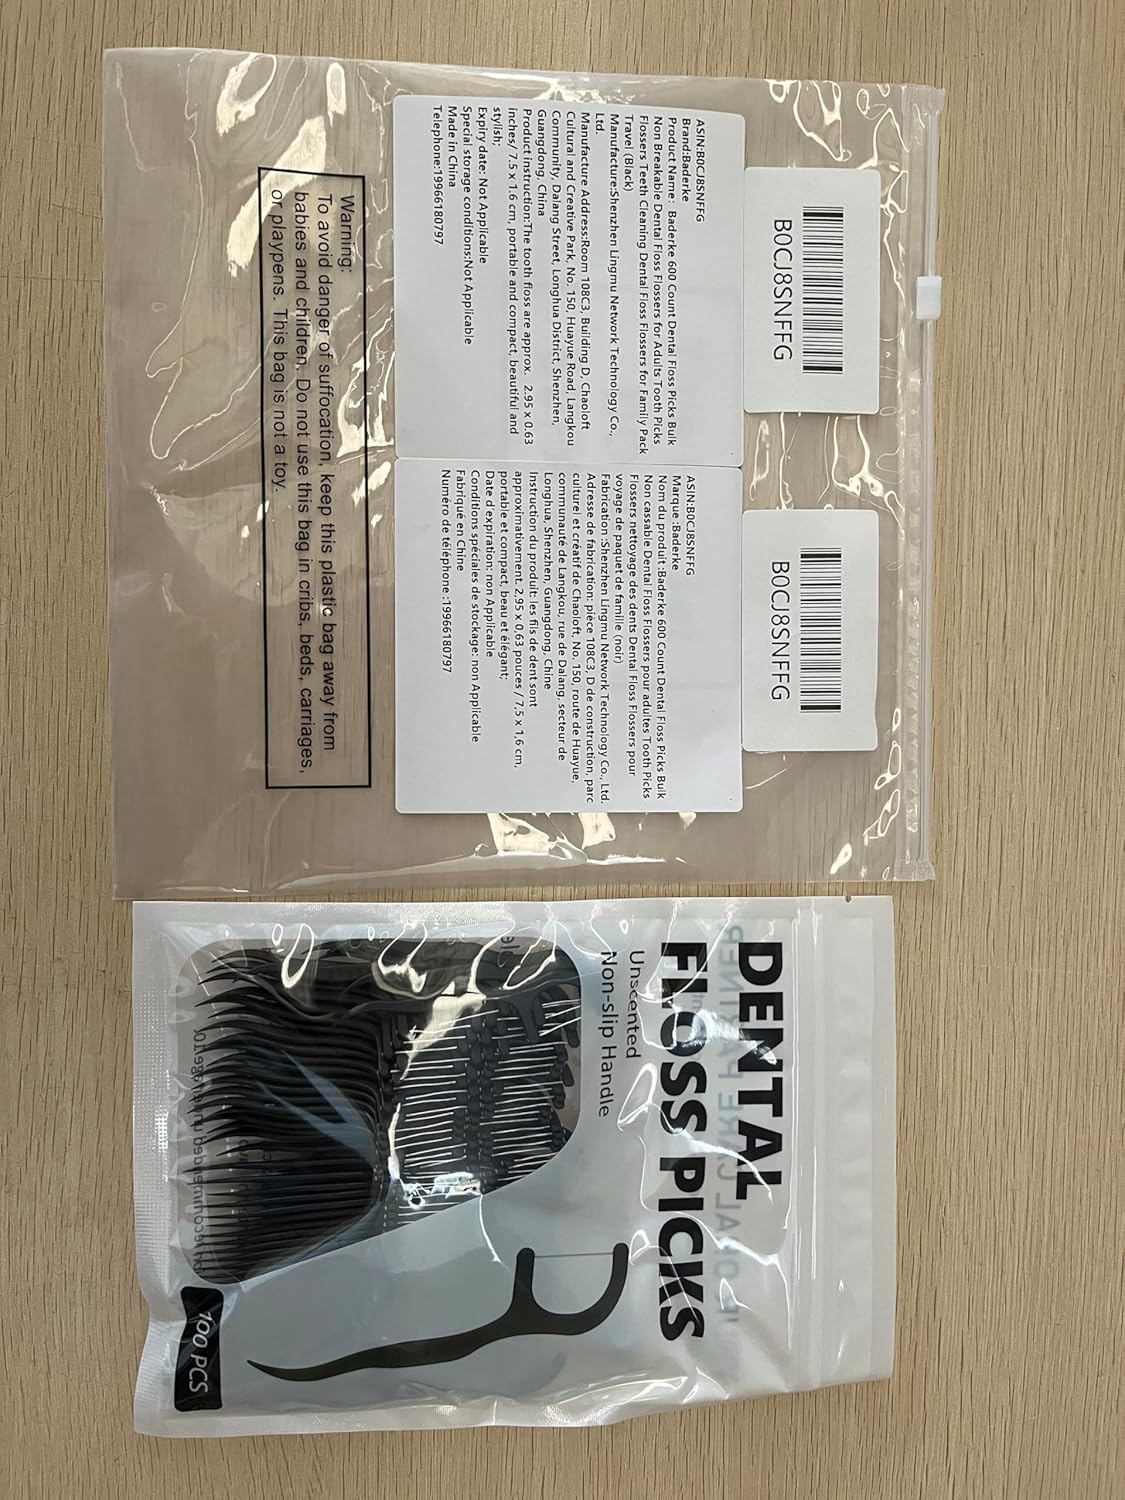 B0CJ8SNFFG
B0CJ8SNFFG
ASIN:B0CJ8SNFFG
Brand:Baderke
Product Name: Baderke 600 Count Dental Floss Picks Bulk
Non Breakable Dental Floss Flossers for Adults Tooth Picks
Flossers Teeth Cleaning Dental Floss Flossers for Family Pack
Travel (Black)
Manufacture:Shenzhen Lingmu Network Technology Co.,
Ltd.
Manufacture Address:Room 108C3, Building D, Chaoloft
Cultural and Creative Park, No. 150, Huayue Road, Langkou
Community, Dalang Street, Longhua District, Shenzhen,
Guangdong, China
Product instruction:The tooth floss are approx. 2.95 x 0.63
inches/ 7.5 x 1.6 cm, portable and compact, beautiful and
stylish;
Expiry date: Not Applicable
Special storage conditions:Not Applicable
Made in China
Telephone:19966180797
ASIN:B0CJ8SNFFG
Marque :Baderke
Nom du produit:Baderke 600 Count Dental Floss Picks Bulk
Non cassable Dental Floss Flossers pour adultes Tooth Picks
Flossers nettoyage des dents Dental Floss Flossers pour
voyage de paquet de famille (noir)
Fabrication :Shenzhen Lingmu Network Technology Co., Ltd.
Adresse de fabrication: pièce 108C3, D de construction, parc
culturel et créatif de Chaoloft, No. 150, route de Huayue,
communauté de Langkou, rue de Dalang, secteur de
Longhua, Shenzhen, Guangdong, Chine
Instruction du produit: les fils de dent sont
approximativement. 2,95 x 0,63 pouces / 7,5 x 1,6 cm,
portable et compact, beau et élégant;
Date d'expiration: non Applicable
Conditions spéciales de stockage: non Applicable
Fabriqué en Chine
Numéro de téléphone :19966180797
Warning:
To avoid danger of suffocation, keep this plastic bag away from
babies and children. Do not use this bag in cribs, beds, carriages,
or playpens. This bag is not a toy.
DENTAL
FLOSS PICKS
Unscented
Non-slip Handle
100 PCS